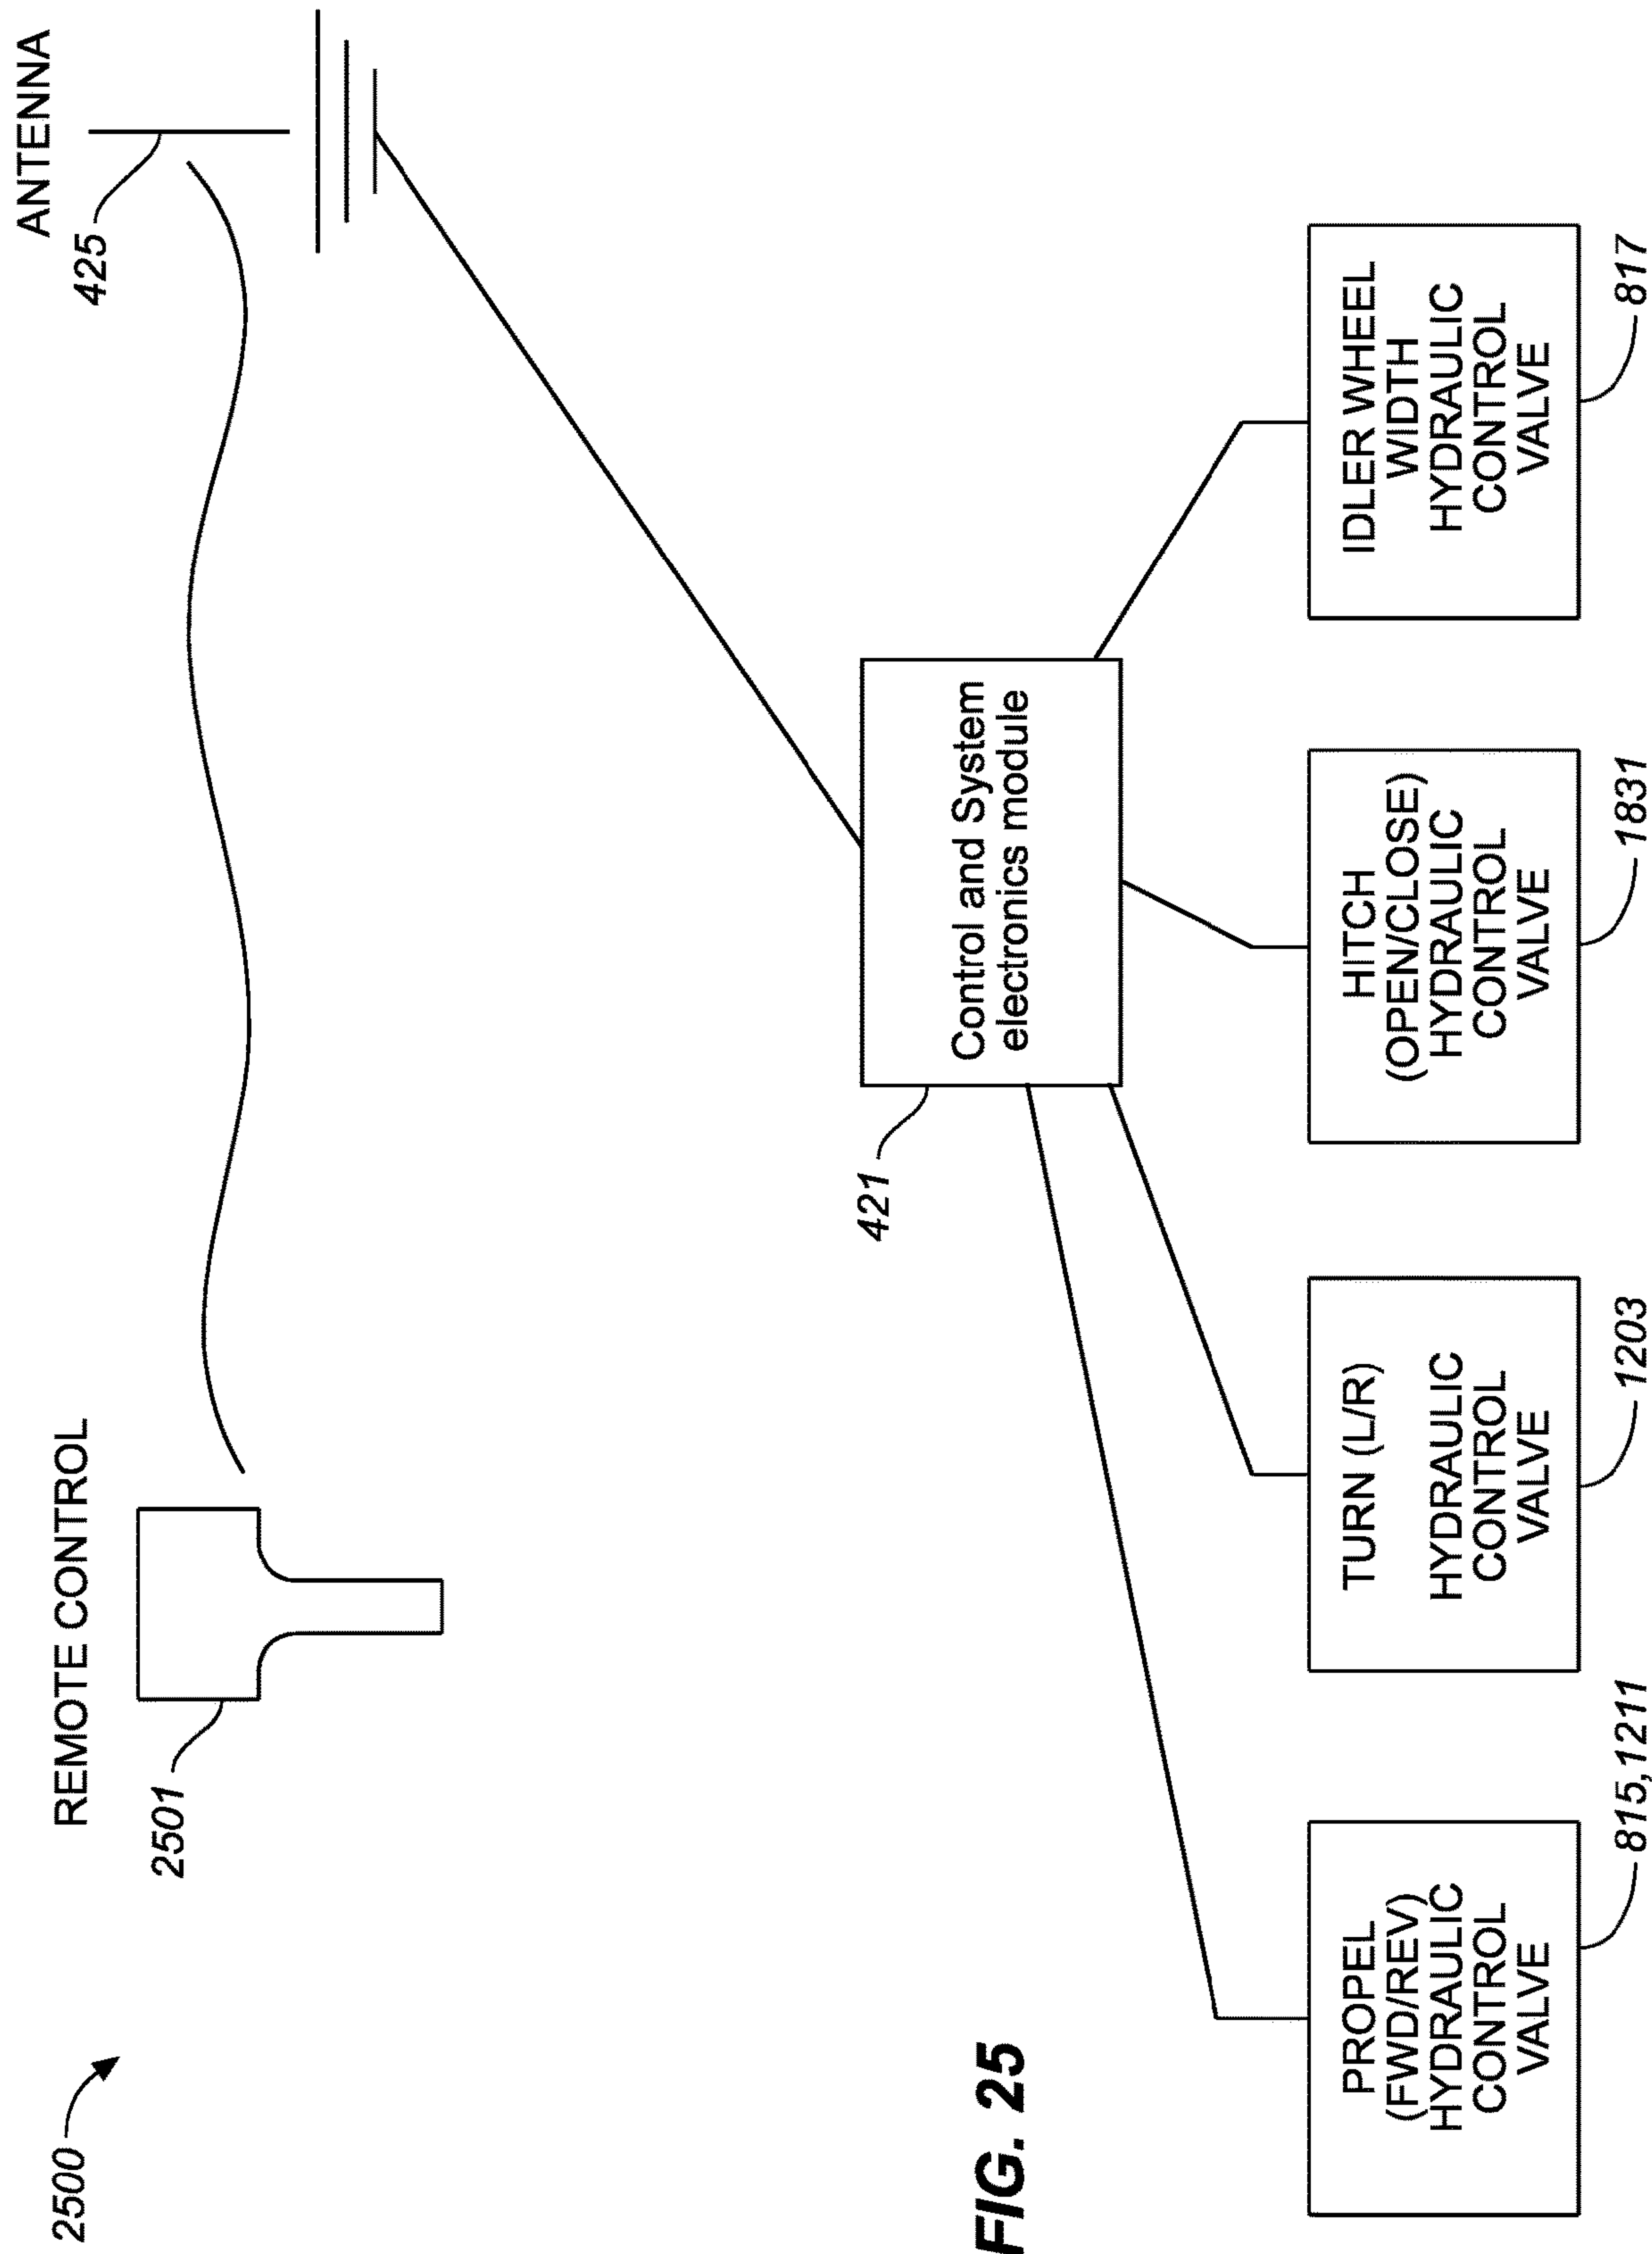 2500
REMOTE CONTROL
2501
ANTENNA
425
421
Control and System
electronics module
FIG. 25
PROPEL
(FWD/REV)
HYDRAULIC
CONTROL
VALVE
815,1211
TURN (L/R)
HYDRAULIC
CONTROL
VALVE
1203
HITCH
(OPEN/CLOSE)
HYDRAULIC
CONTROL
VALVE
1831
IDLER WHEEL
WIDTH
HYDRAULIC
CONTROL
VALVE
817